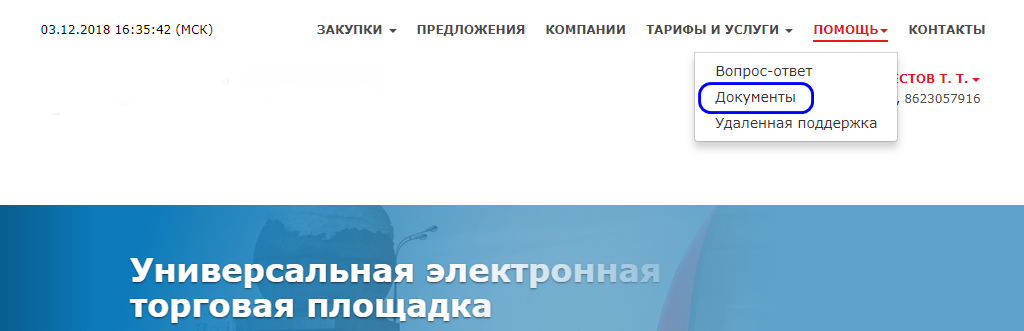 03.12.2018 16:35:42 (МСК) ЗАКУПКИ ПРЕДЛОЖЕНИЯ КОМПАНИИ ТАРИФЫ И УСЛУГИ ПОМОЩЬ КОНТАКТЫ
Вопрос-ответ
Т. Т.
Документы
, 8623057916
Удаленная поддержка
Универсальная электронная
торговая площадка